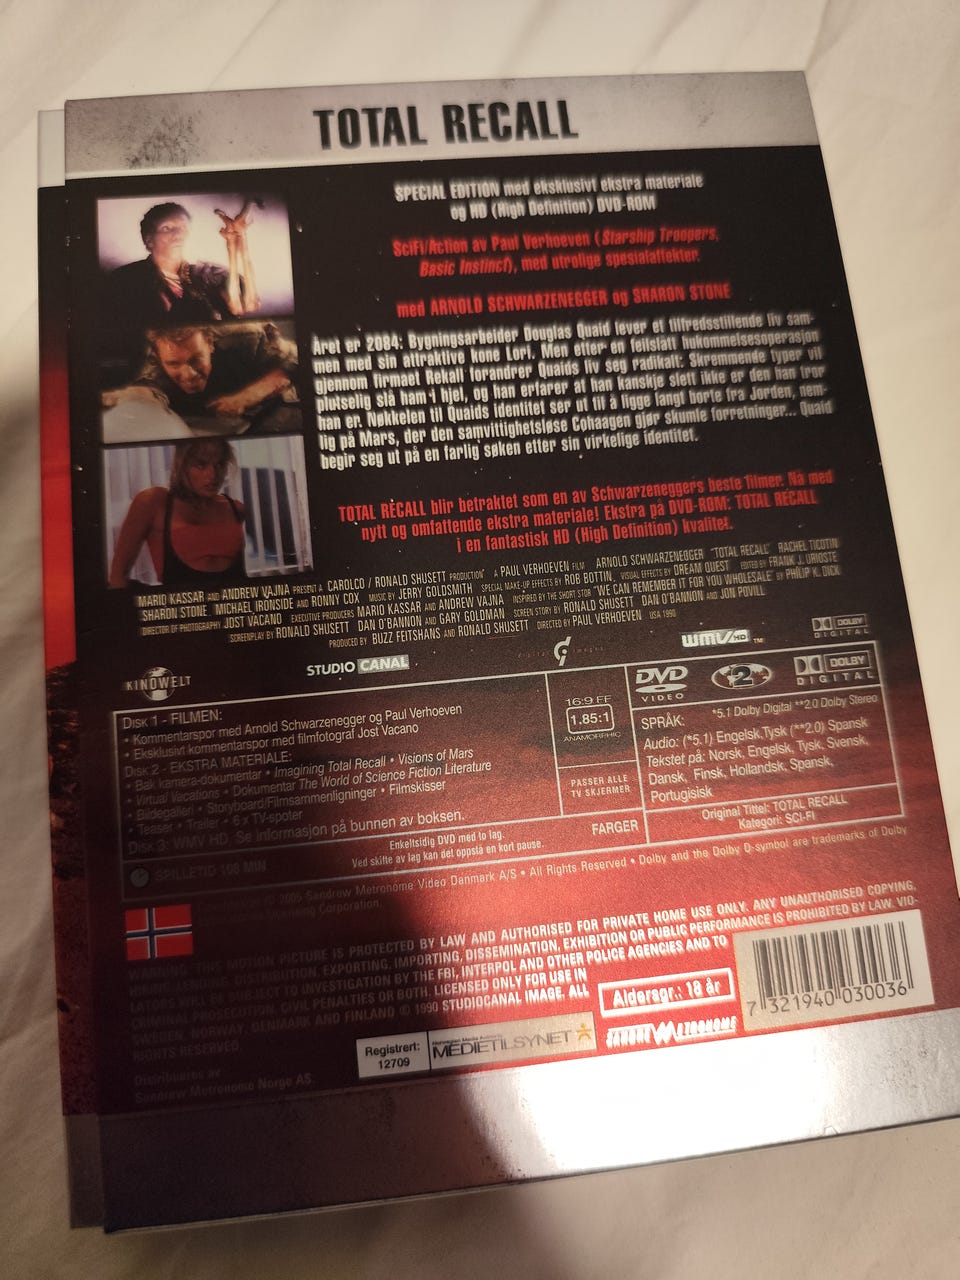 TOTAL RECALL
SPECIAL EDITION med eksklusivt ekstra materiale
og HD (High Definition) DVD-ROM
SciFi/Action av Paul Verhoeven (Starship Troopers,
Basic Instinct), med utrolige spesialeffekter.
med ARNOLD SCHWARZENEGGER og SHARON STONE
Året er 2084: Bygningsarbeider Douglas Quaid lever et tilfredsstillende liv sam-
men med sin attraktive kone Lori. Men etter en feilslått hukommelsesoperasjon
gjennom firmaet Rekall forandrer Quaids liv seg radikalt: Skremmende typer vil
plutselig slå ham i hjel, og han erfarer at han kanskje slett ikke er den han tror
han er. Nøkkelen til Quaids identitet ser ut til å ligge langt borte fra Jorden, nem-
lig på Mars, der den samvittighetsløse Cohaagen gjør skumle forretninger... Quaid
begir seg ut på en farlig søken etter sin virkelige identitet.
TOTAL RECALL blir betraktet som en av Schwarzeneggers beste filmer. Nå med
nytt og omfattende ekstra materiale! Ekstra på DVD-ROM: TOTAL RECALL
i en fantastisk HD (High Definition) kvalitet.
MARIO KASSAR AND ANDREW VAJNA PRESENT A CAROLCO / RONALD SHUSETT PRODUCTION A PAUL VERHOEVEN FILM ARNOLD SCHWARZENEGGER "TOTAL RECALL" RACHEL TICOTIN
SHARON STONE MICHAEL IRONSIDE AND RONNY COX MUSIC BY JERRY GOLDSMITH SPECIAL MAKE-UP EFFECTS BY ROB BOTTIN VISUAL EFFECTS BY DREAM QUEST EDITED BY FRANK J. URIOSTE
DIRECTOR OF PHOTOGRAPHY JOST VACANO EXECUTIVE PRODUCERS MARIO KASSAR AND ANDREW VAJNA INSPIRED BY THE SHORT STORY "WE CAN REMEMBER IT FOR YOU WHOLESALE" BY PHILIP K. DICK
SCREENPLAY BY RONALD SHUSETT DAN O'BANNON AND GARY GOLDMAN SCREEN STORY BY RONALD SHUSETT DAN O'BANNON AND JON POVILL
PRODUCED BY BUZZ FEITSHANS AND RONALD SHUSETT DIRECTED BY PAUL VERHOEVEN USA 1990
KINOWELT STUDIO CANAL digital images WMV HD TM DOLBY DIGITAL
Disk 1 - FILMEN:
• Kommentarspor med Arnold Schwarzenegger og Paul Verhoeven
• Eksklusivt kommentarspor med filmfotograf Jost Vacano
Disk 2 - EKSTRA MATERIALE:
• Bak kamera-dokumentar • Imagining Total Recall • Visions of Mars
• Virtual Vacations • Dokumentar The World of Science Fiction Literature
• Bildegalleri • Storyboard/Filmsammenligninger • Filmskisser
• Teaser • Trailer • 6 x TV-spoter
Disk 3: WMV HD. Se informasjon på bunnen av boksen.
16:9 FF
1.85:1
ANAMORPHIC
PASSER ALLE
TV SKJERMER
DVD VIDEO 2 DOLBY DIGITAL
SPRÅK: *5.1 Dolby Digital **2.0 Dolby Stereo
Audio: (*5.1) Engelsk,Tysk (**2.0) Spansk
Tekstet på: Norsk, Engelsk, Tysk, Svensk,
Dansk, Finsk, Hollandsk, Spansk,
Portugisisk
Original Tittel: TOTAL RECALL
Kategori: SCI-FI
SPILLETID 108 MIN
Enkeltsidig DVD med to lag.
Ved skifte av lag kan det oppstå en kort pause.
FARGER
2005 Sandrew Metronome Video Danmark A/S • All Rights Reserved • Dolby and the Dolby D-symbol are trademarks of Dolby
Licensing Corporation.
WARNING: THIS MOTION PICTURE IS PROTECTED BY LAW AND AUTHORISED FOR PRIVATE HOME USE ONLY. ANY UNAUTHORISED COPYING,
HIRING, LENDING, DISTRIBUTION, EXPORTING, IMPORTING, DISSEMINATION, EXHIBITION OR PUBLIC PERFORMANCE IS PROHIBITED BY LAW. VIO-
LATORS WILL BE SUBJECT TO INVESTIGATION BY THE FBI, INTERPOL AND OTHER POLICE AGENCIES AND TO
CRIMINAL PROSECUTION, CIVIL PENALTIES OR BOTH. LICENSED ONLY FOR USE IN
SWEDEN, NORWAY, DENMARK AND FINLAND © 1990 STUDIOCANAL IMAGE. ALL
RIGHTS RESERVED.
Distribueres av
Sandrew Metronome Norge AS.
Registrert:
12709
Norwegian Media Authority
MEDIETILSYNET
Aldersgr.: 18 år
SANDREW METRONOME
7 321940 030036